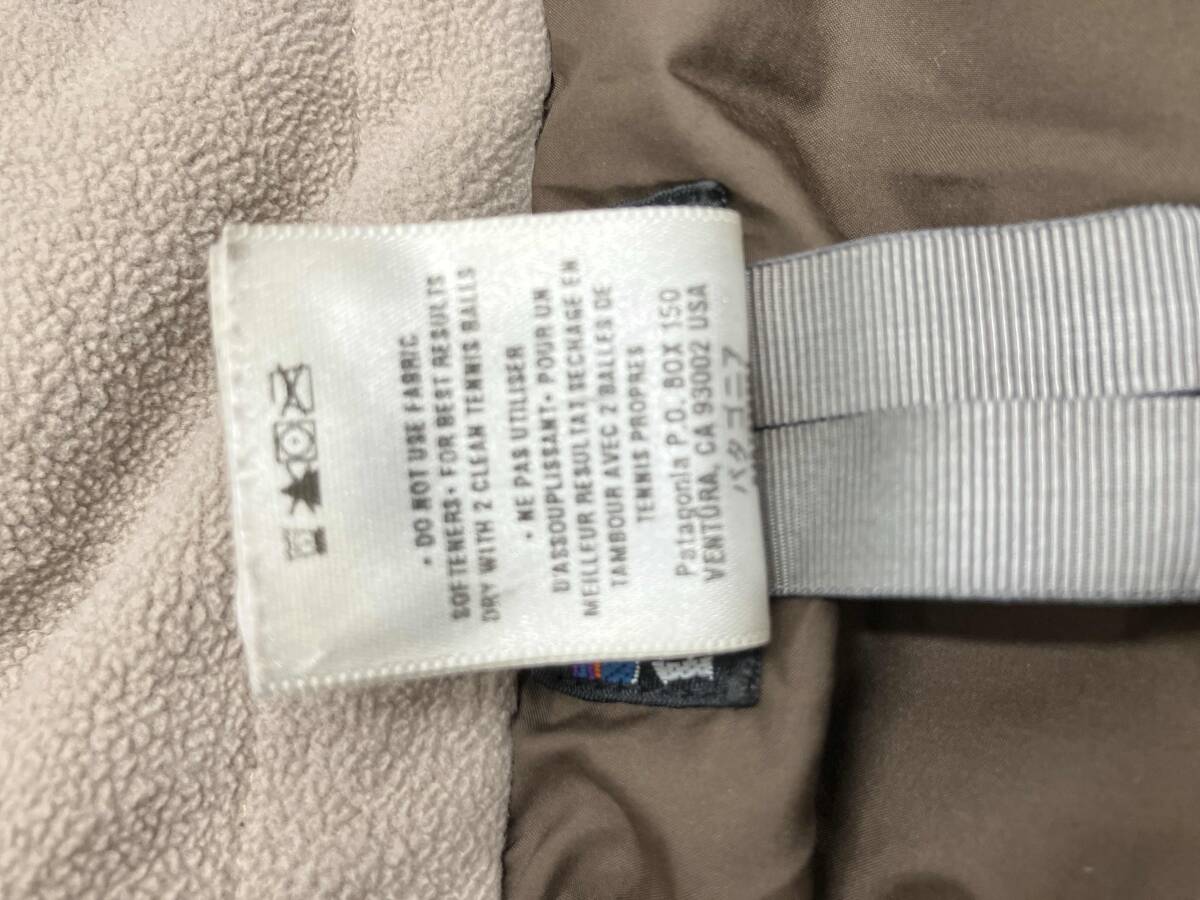 • DO NOT USE FABRIC
SOFTENERS• FOR BEST RESULTS
DRY WITH 2 CLEAN TENNIS BALLS
• NE PAS UTILISER
D'ASSOUPLISSANT• POUR UN
MEILLEUR RESULTAT SECHAGE EN
TAMBOUR AVEC 2 BALLES DE
TENNIS PROPRES
Patagonia P.O. BOX 150
VENTURA, CA 93002 USA
パタゴニア